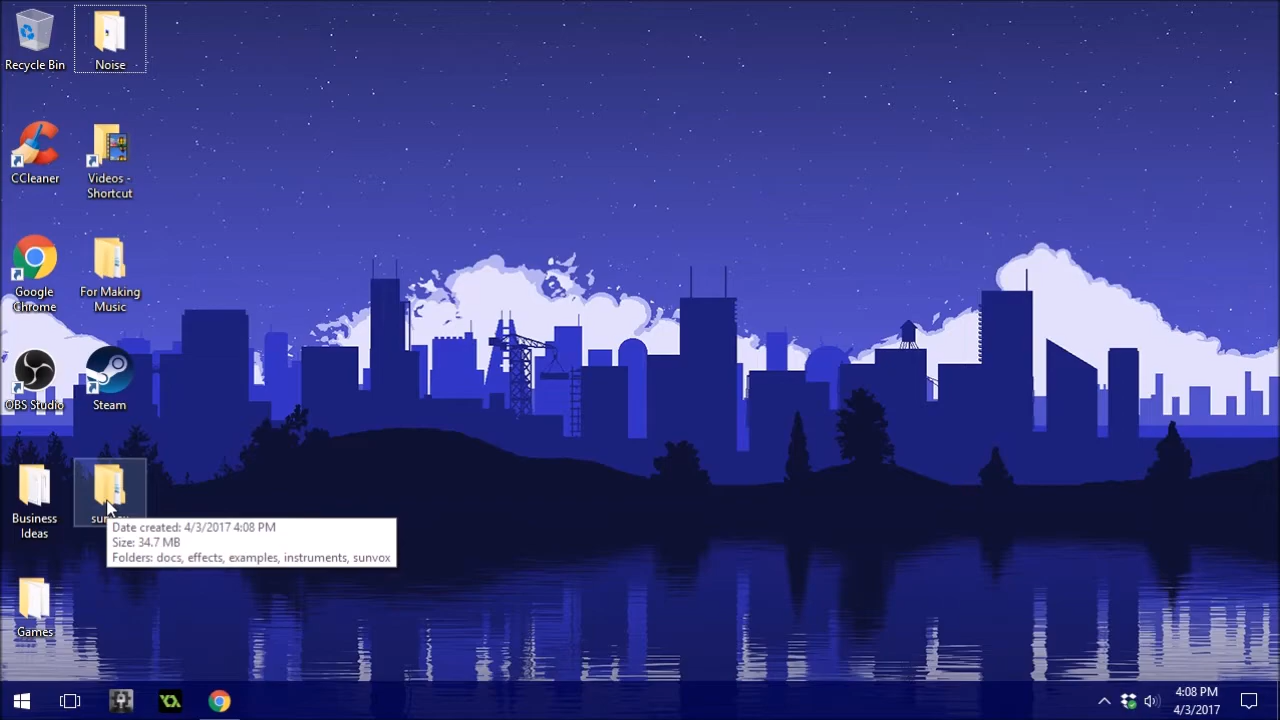 Recycle Bin
Noise
CCleaner
Videos -
Shortcut
Google
Chrome
For Making
Music
OBS Studio
Steam
Business
Ideas
Date created: 4/3/2017 4:08 PM
Size: 34.7 MB
Folders: docs, effects, examples, instruments, sunvox
Games
4:08 PM
4/3/2017